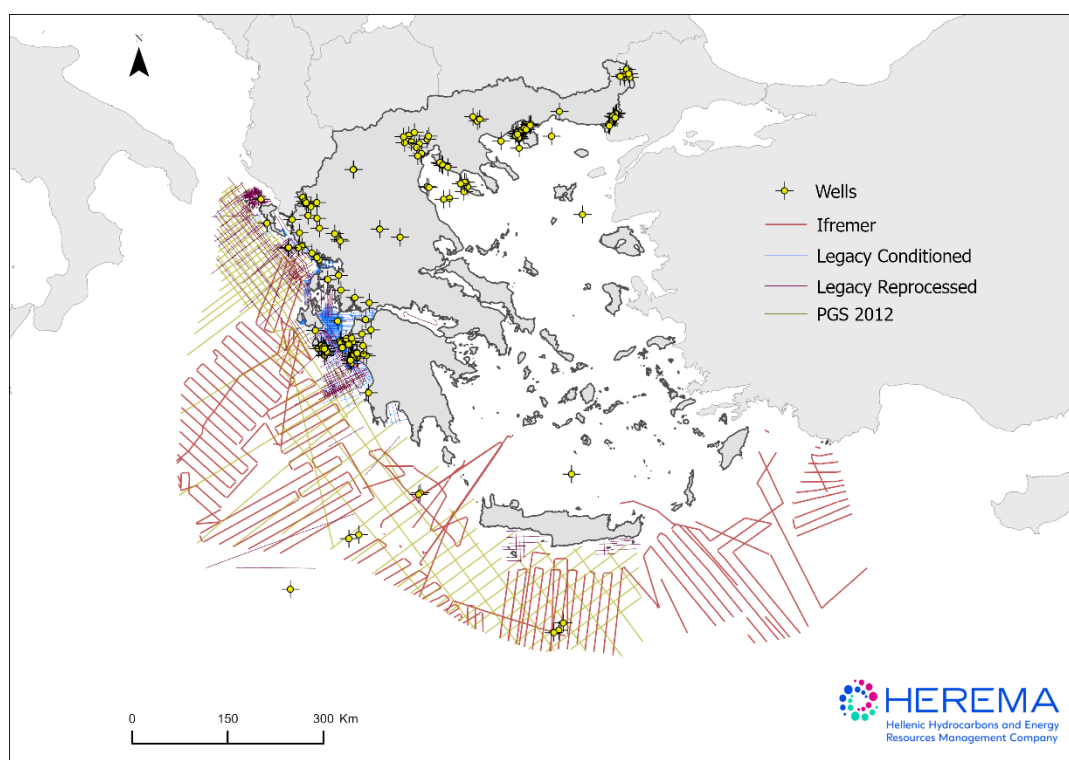 N
Wells
Ifremer
Legacy Conditioned
Legacy Reprocessed
PGS 2012
0 150 300 Km
HEREMA
Hellenic Hydrocarbons and Energy
Resources Management Company